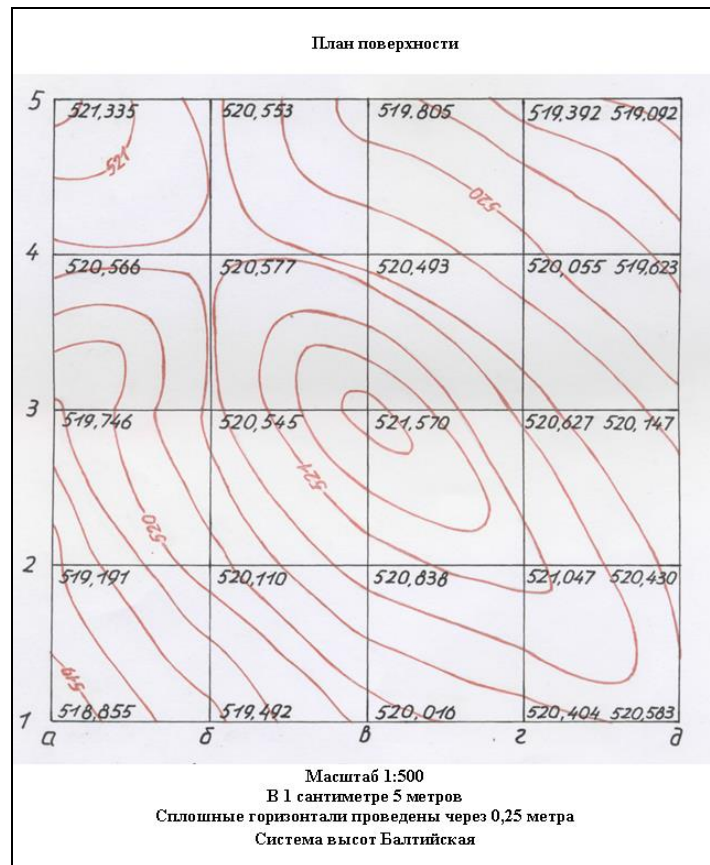 План поверхности
5 521,335 520,553 519.805 519,392 519,092
521
520
4 520,566 520,577 520,493 520,055 519,623
3 519,746 520,545 521,570 520,627 520,147
521
520
2 519,191 520,110 520,838 521,047 520,430
519
1 518,855 519,492 520,016 520,404 520,583
а б в г д
Масштаб 1:500
В 1 сантиметре 5 метров
Сплошные горизонтали проведены через 0,25 метра
Система высот Балтийская